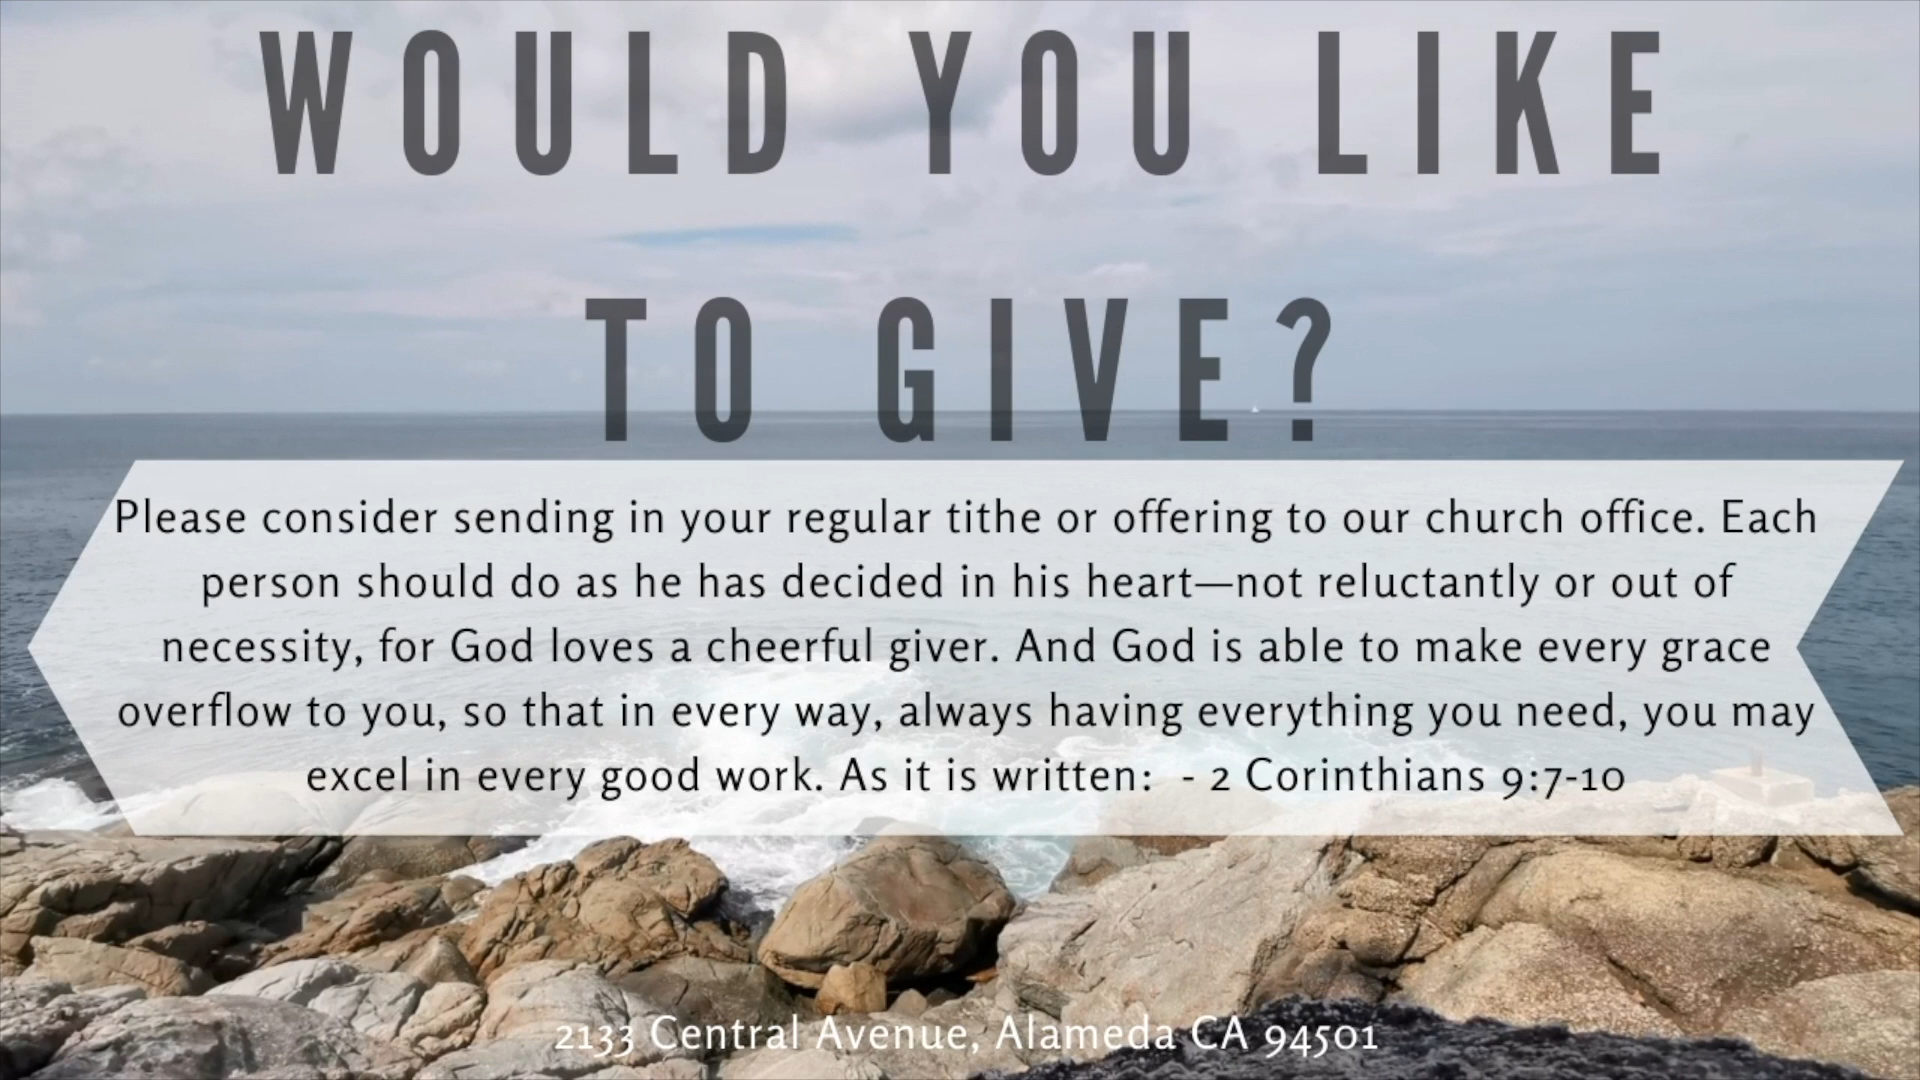 WOULD YOU LIKE
TO GIVE?
Please consider sending in your regular tithe or offering to our church office. Each
person should do as he has decided in his heart—not reluctantly or out of
necessity, for God loves a cheerful giver. And God is able to make every grace
overflow to you, so that in every way, always having everything you need, you may
excel in every good work. As it is written:  - 2 Corinthians 9:7-10
2133 Central Avenue, Alameda CA 94501